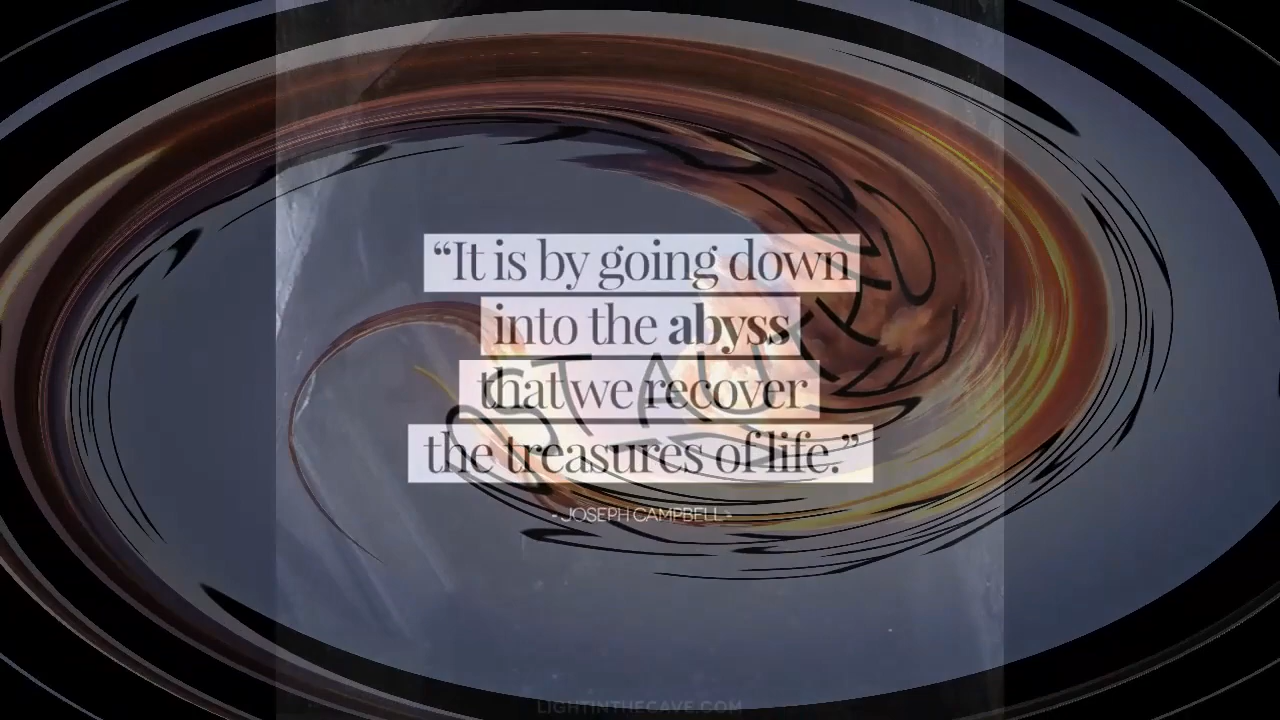 “It is by going down
into the abyss
that we recover
the treasures of life.”
- JOSEPH CAMPBELL -
LIGHTINTHECAVE.COM